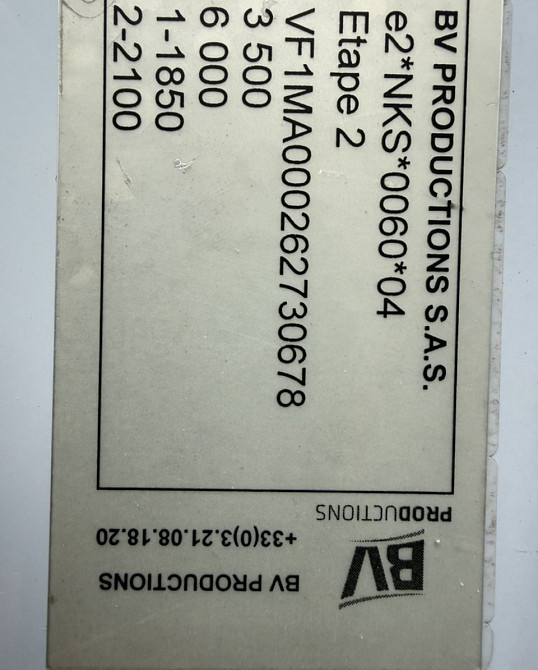 BV PRODUCTIONS S.A.S.
e2*NKS*0060*04
Etape 2
VF1MA000262730678
3 500
6 000
1-1850
2-2100
BV
PRODUCTIONS
BV PRODUCTIONS
+33(0)3.21.08.18.20